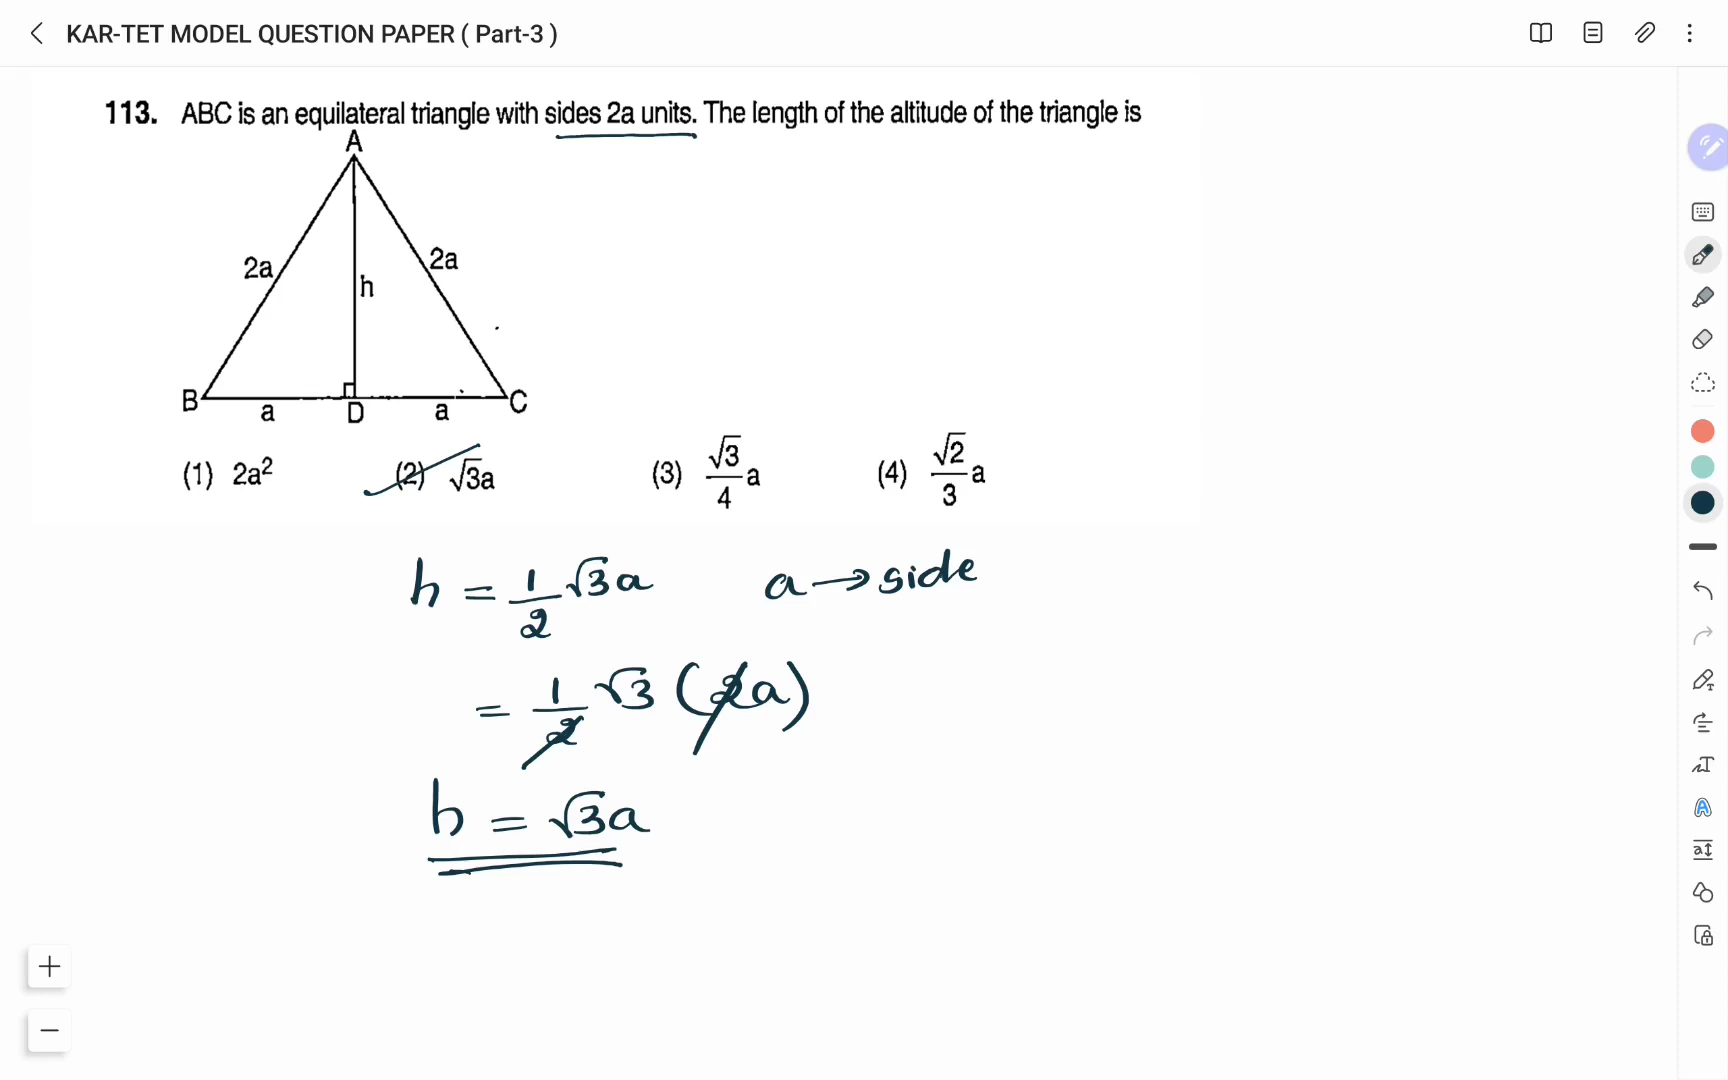 KAR-TET MODEL QUESTION PAPER ( Part-3 )
113. ABC is an equilateral triangle with sides 2a units. The length of the altitude of the triangle is
A
2a
2a
h
B
a
D
a
C
(1) 2a²
(2) √3a
(3) √3/4 a
(4) √2/3 a
h = 1/2 √3a
a → side
= 1/2 √3 (2a)
h = √3a